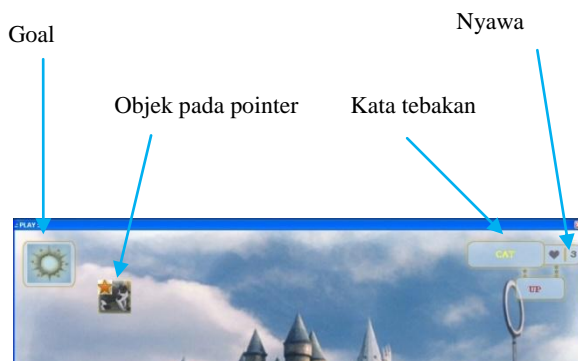 Goal
Nyawa
Objek pada pointer
Kata tebakan
PLAY
CAT
3
UP